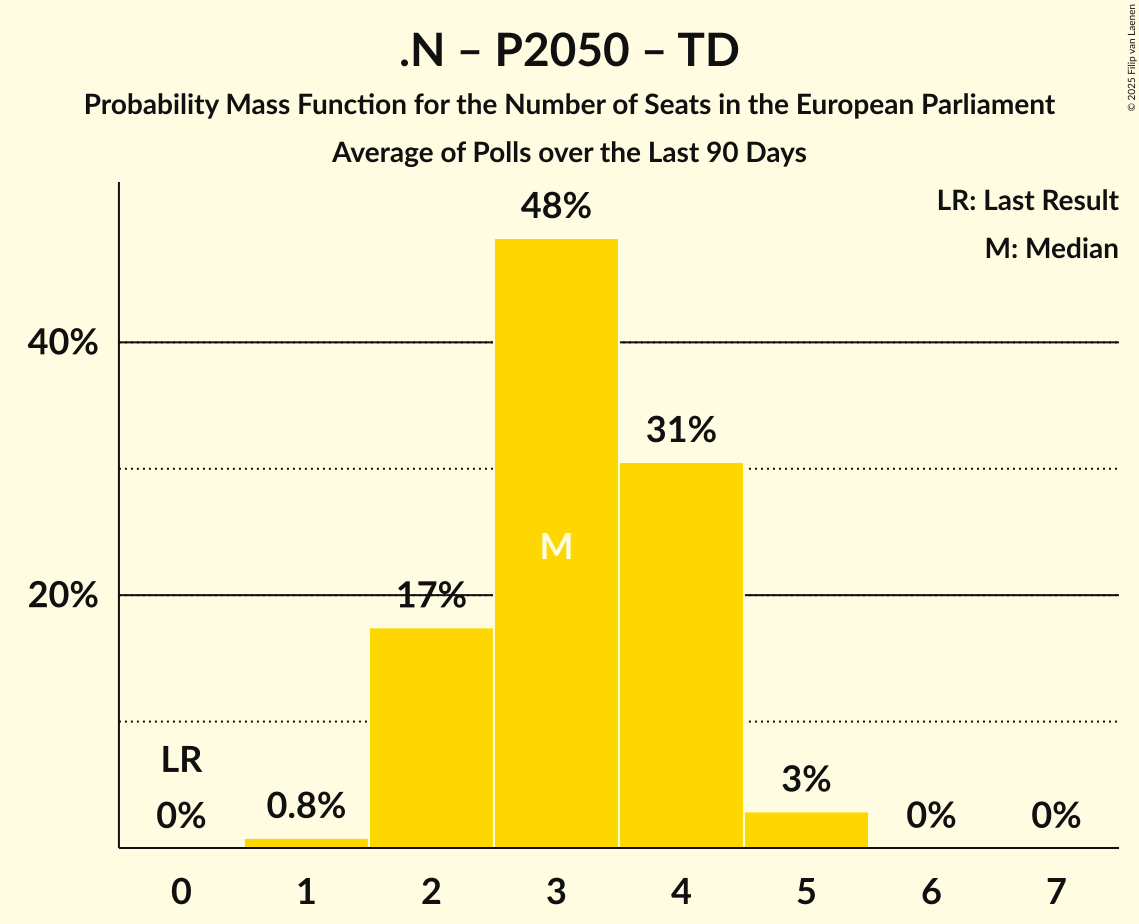 .N – P2050 – TD
Probability Mass Function for the Number of Seats in the European Parliament
Average of Polls over the Last 90 Days
© 2025 Filip van Laenen
LR: Last Result
M: Median
48%
40%
31%
M
20%
17%
LR
0%
0.8%
3%
0%
0%
0 1 2 3 4 5 6 7